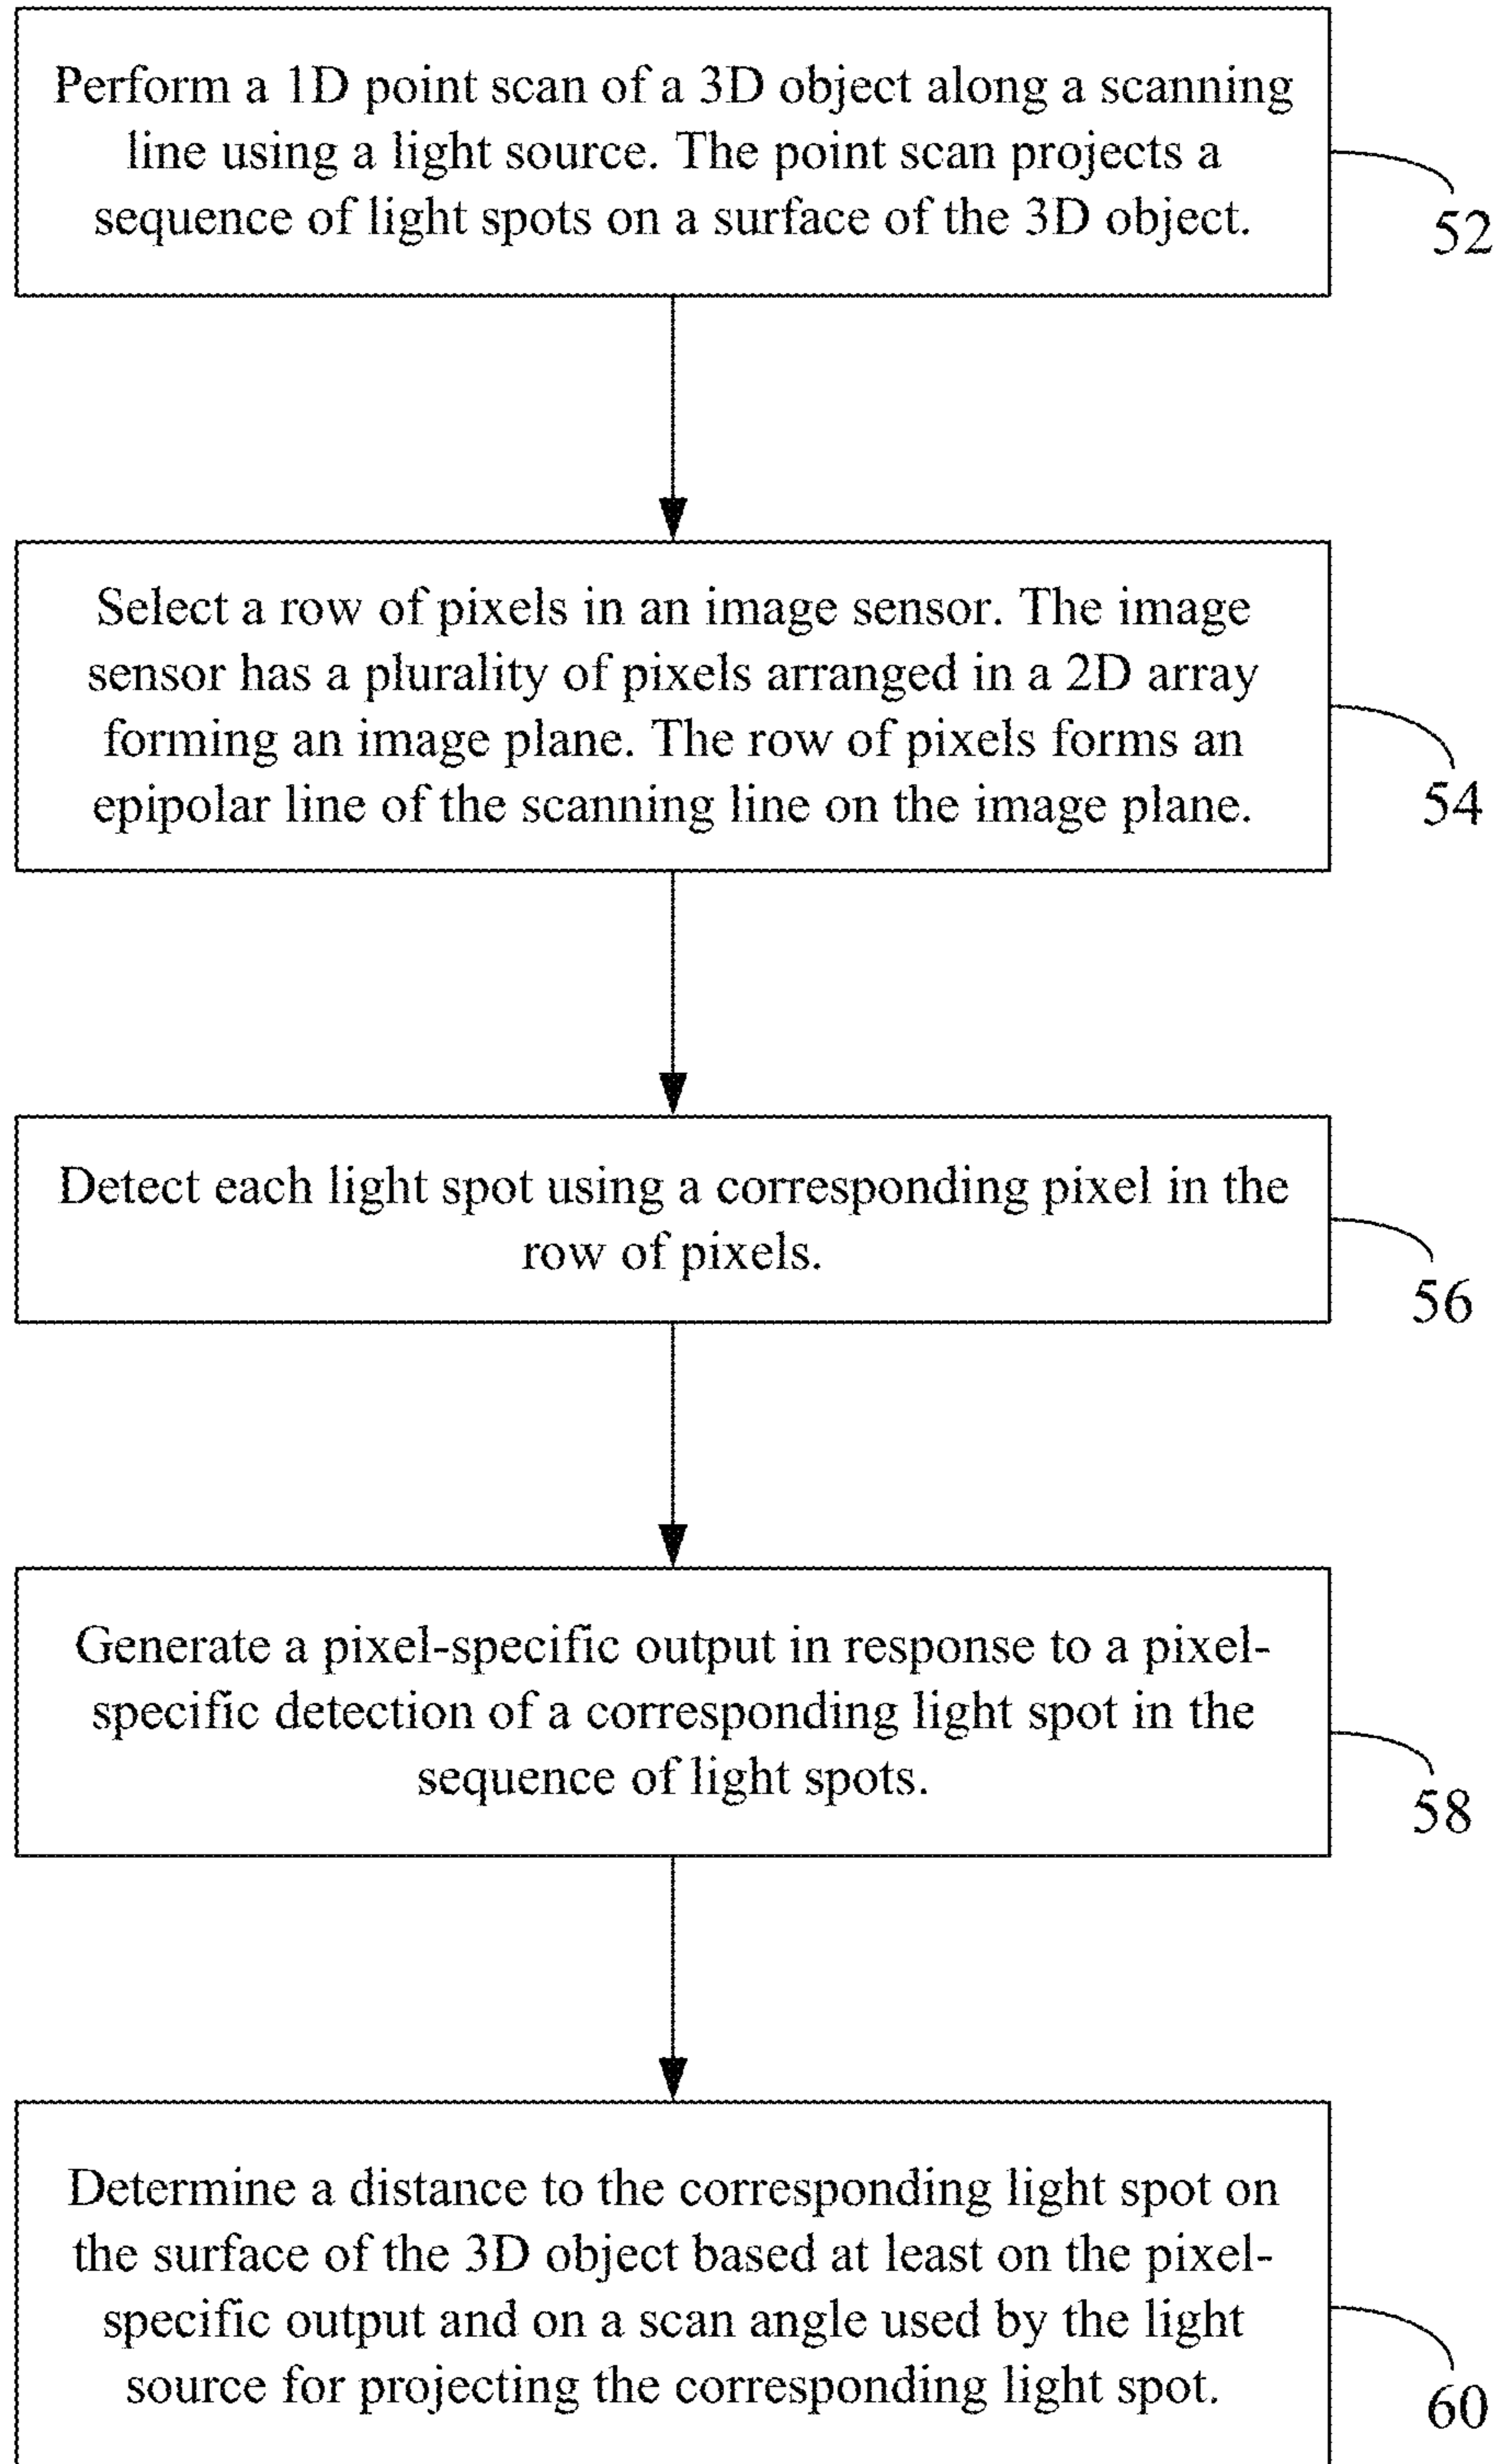 Perform a 1D point scan of a 3D object along a scanning
line using a light source. The point scan projects a
sequence of light spots on a surface of the 3D object.
52
Select a row of pixels in an image sensor. The image
sensor has a plurality of pixels arranged in a 2D array
forming an image plane. The row of pixels forms an
epipolar line of the scanning line on the image plane.
54
Detect each light spot using a corresponding pixel in the
row of pixels.
56
Generate a pixel-specific output in response to a pixel-
specific detection of a corresponding light spot in the
sequence of light spots.
58
Determine a distance to the corresponding light spot on
the surface of the 3D object based at least on the pixel-
specific output and on a scan angle used by the light
source for projecting the corresponding light spot.
60